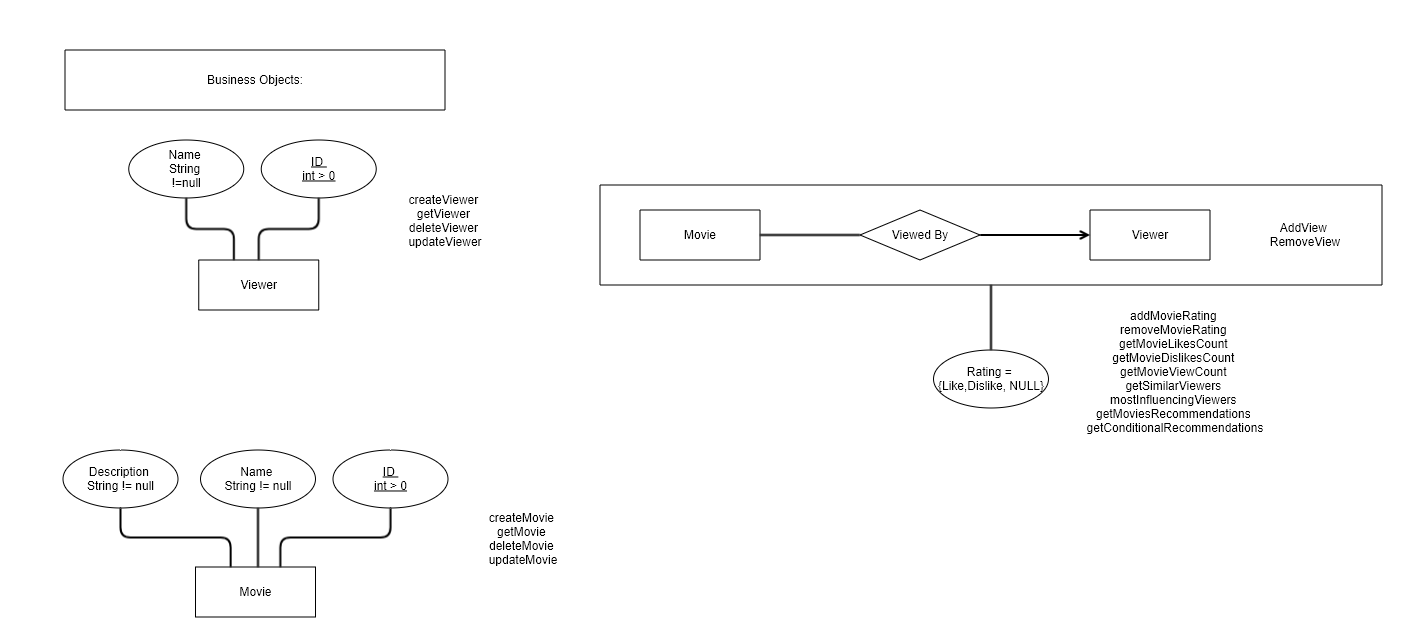 Business Objects:
Name
String
!=null
ID
int > 0
createViewer
getViewer
deleteViewer
updateViewer
Viewer
Movie
Viewed By
Viewer
AddView
RemoveView
Rating =
{Like,Dislike, NULL}
addMovieRating
removeMovieRating
getMovieLikesCount
getMovieDislikesCount
getMovieViewCount
getSimilarViewers
mostInfluencingViewers
getMoviesRecommendations
getConditionalRecommendations
Description
String != null
Name
String != null
ID
int > 0
createMovie
getMovie
deleteMovie
updateMovie
Movie